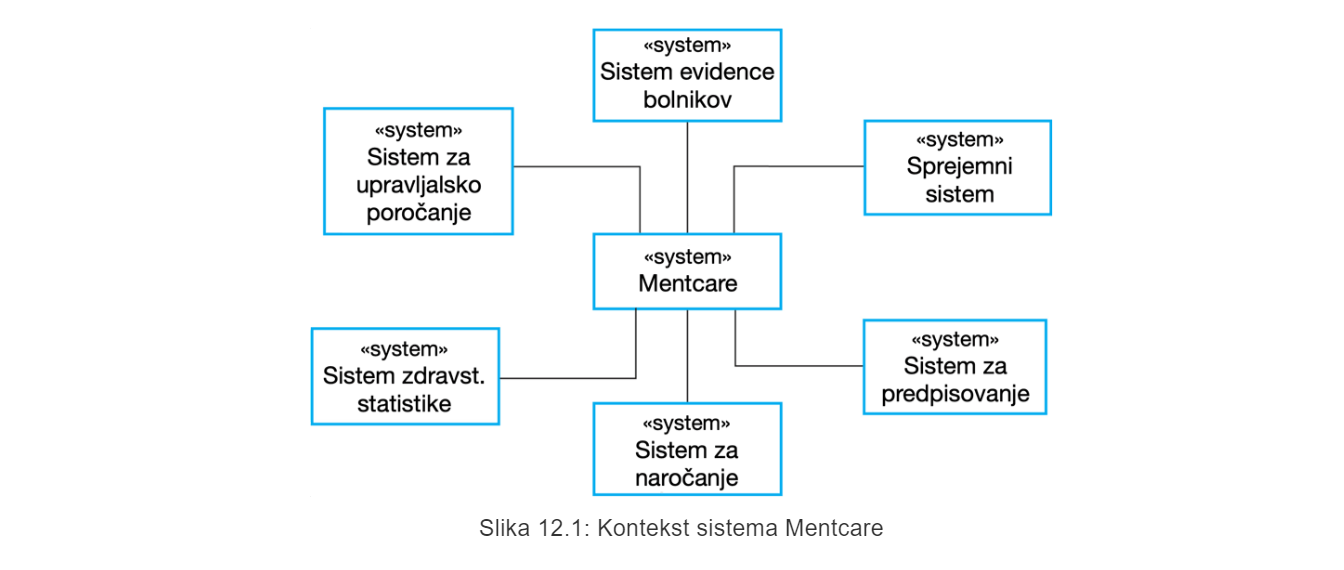 «system»
Sistem evidence
bolnikov
«system»
Sistem za
upravljalsko
poročanje
«system»
Sprejemni
sistem
«system»
Mentcare
«system»
Sistem zdravst.
statistike
«system»
Sistem za
predpisovanje
«system»
Sistem za
naročanje
Slika 12.1: Kontekst sistema Mentcare